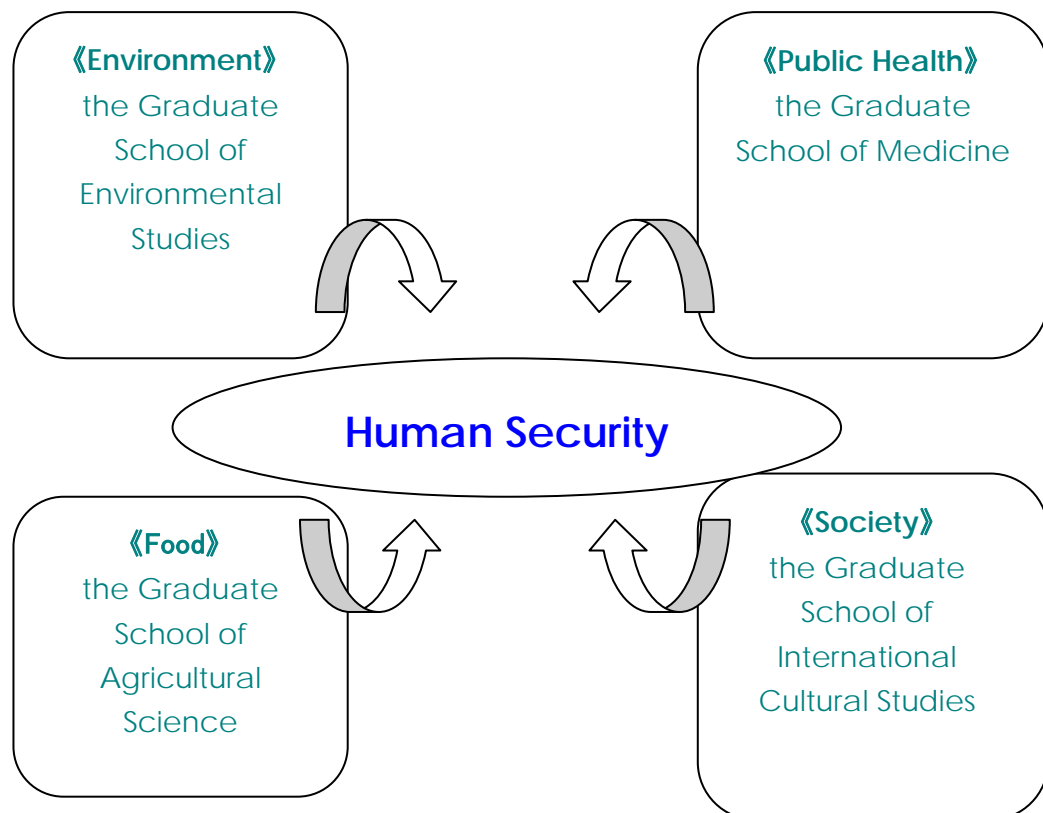 《Environment》
the Graduate
School of
Environmental
Studies
《Public Health》
the Graduate
School of Medicine
Human Security
《Food》
the Graduate
School of
Agricultural
Science
《Society》
the Graduate
School of
International
Cultural Studies